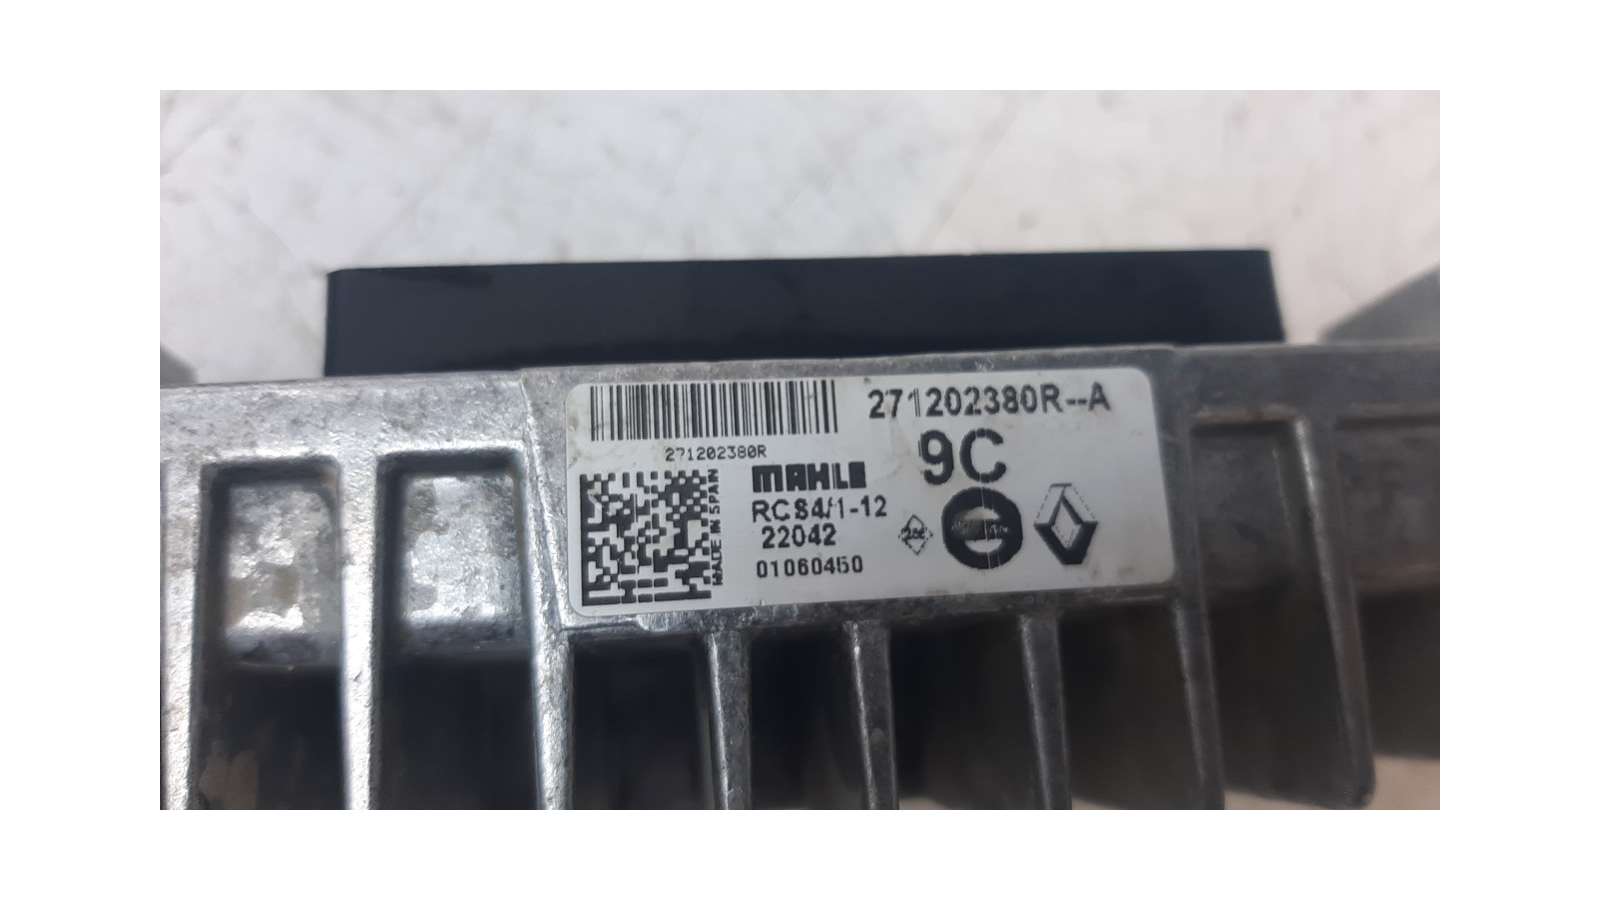 271202380R--A
271202380R
9C
MAHLE
MADE IN SPAIN
RCS4/1-12
22042
01060450